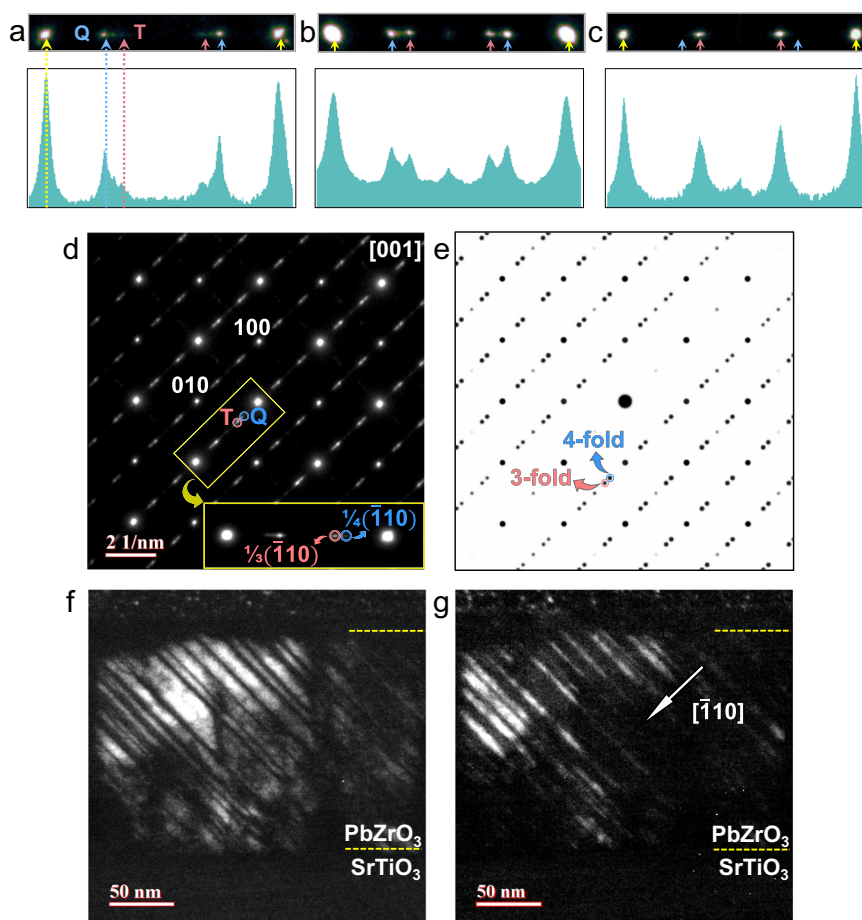 a
Q
T
b
c
d
[001]
100
010
T
Q
¼(1̄10)
⅓(1̄10)
2 1/nm
e
4-fold
3-fold
f
PbZrO₃
SrTiO₃
50 nm
g
[1̄10]
PbZrO₃
SrTiO₃
50 nm